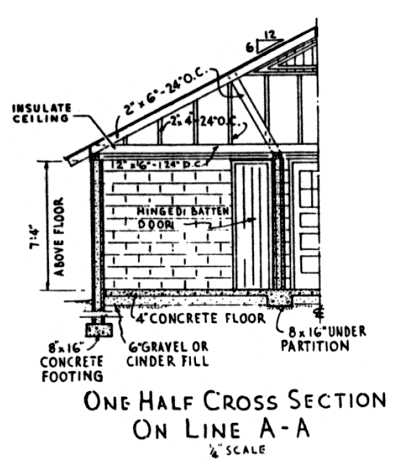 12
6
2"x 6"-24"O.C.
INSULATE
CEILING
2"x 4"-24"O.C.
2"x 6"-24"O.C.
HINGED BATTEN
DOOR
7'-4"
ABOVE FLOOR
4" CONCRETE FLOOR
8"x16"
CONCRETE
FOOTING
6" GRAVEL OR
CINDER FILL
8 x 16" UNDER
PARTITION
℄
ONE HALF CROSS SECTION
ON LINE A-A
¼" SCALE